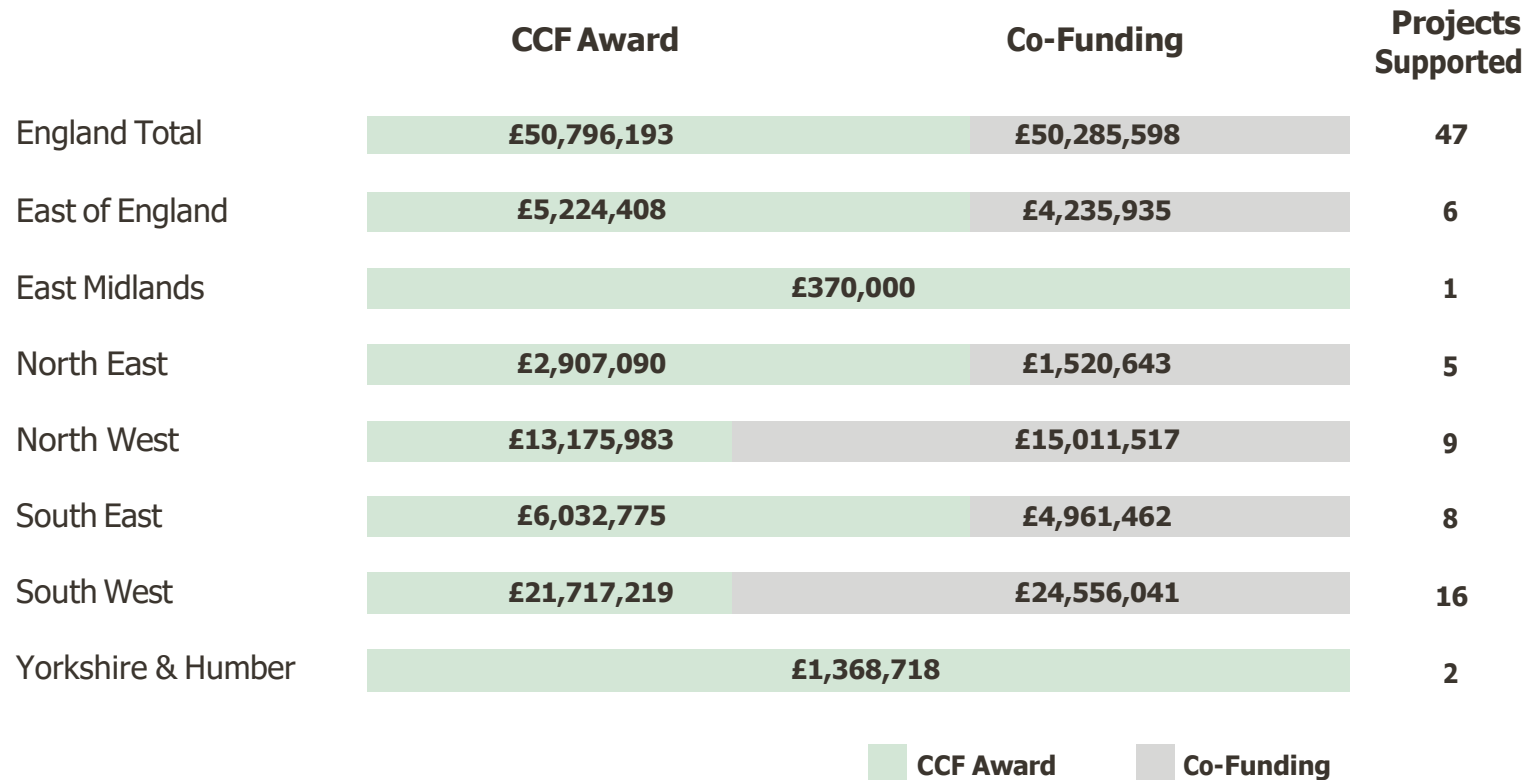 CCF Award Co-Funding Projects Supported
England Total £50,796,193 £50,285,598 47
East of England £5,224,408 £4,235,935 6
East Midlands £370,000 1
North East £2,907,090 £1,520,643 5
North West £13,175,983 £15,011,517 9
South East £6,032,775 £4,961,462 8
South West £21,717,219 £24,556,041 16
Yorkshire & Humber £1,368,718 2
CCF Award Co-Funding